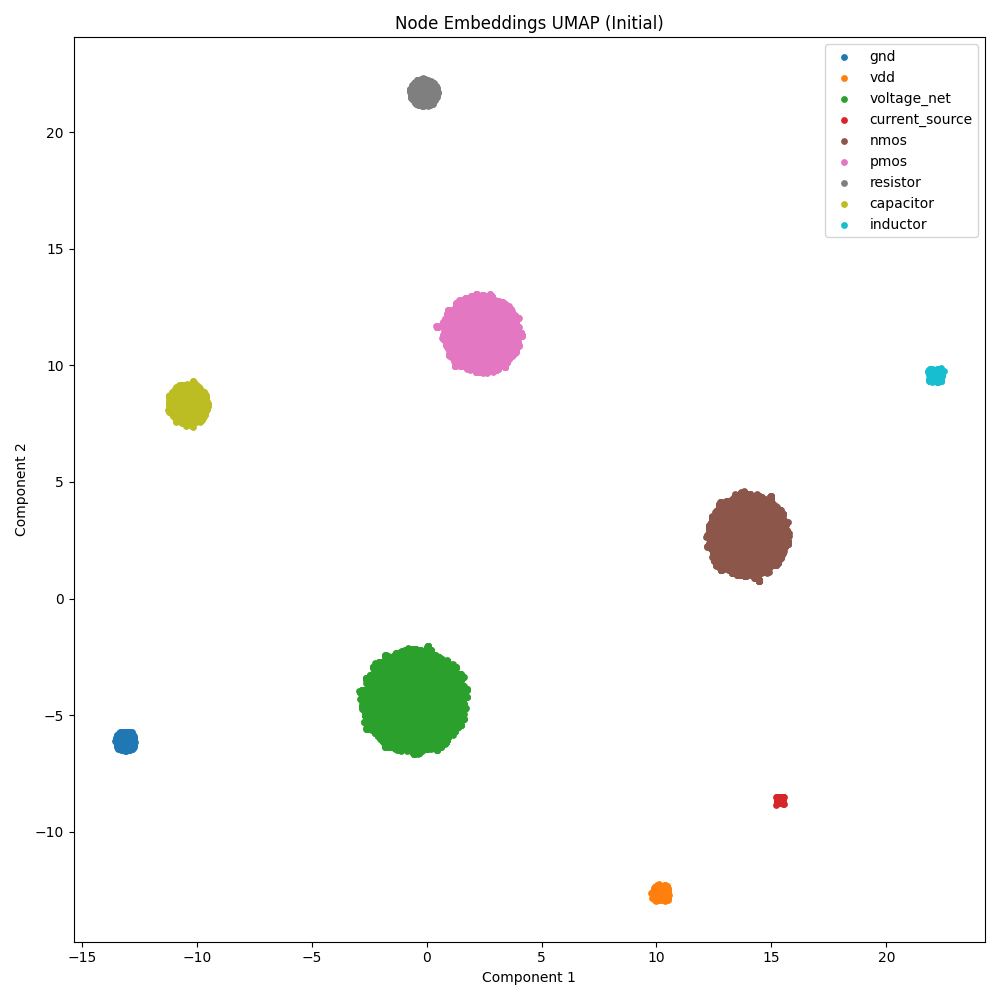 Node Embeddings UMAP (Initial)
gnd
vdd
voltage_net
current_source
nmos
pmos
resistor
capacitor
inductor
20
15
10
5
0
−5
−10
Component 2
−15
−10
−5
0
5
10
15
20
Component 1